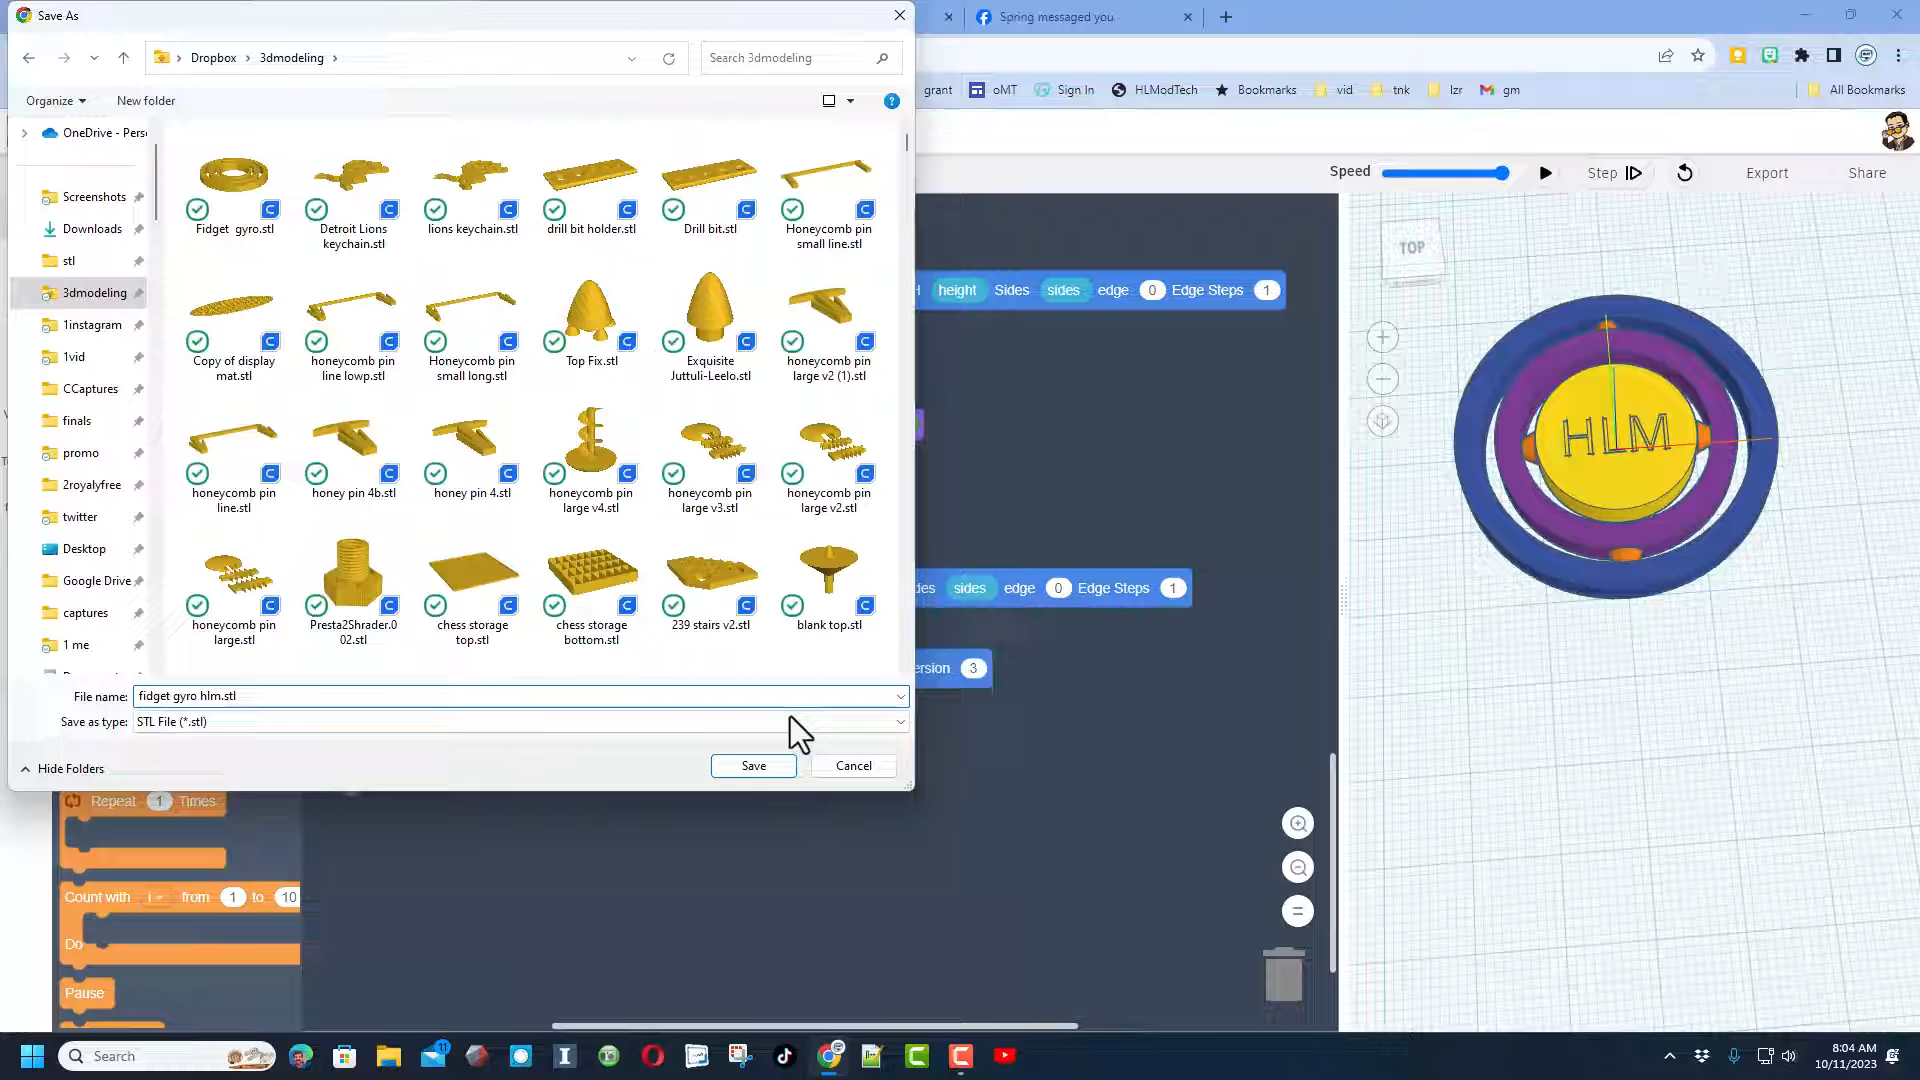 Save As
Spring messaged you
Dropbox
3dmodeling
Search 3dmodeling
grant
oMT
Sign In
HLModTech
Bookmarks
vid
tnk
lzr
gm
All Bookmarks
Organize
New folder
OneDrive - Pers
Screenshots
Downloads
stl
3dmodeling
1instagram
1vid
CCaptures
finals
promo
2royalyfree
twitter
Desktop
Google Drive
captures
1 me
Fidget gyro.stl
Detroit Lions
keychain.stl
lions keychain.stl
drill bit holder.stl
Drill bit.stl
Honeycomb pin
small line.stl
Copy of display
mat.stl
honeycomb pin
line lowp.stl
Honeycomb pin
small long.stl
Top Fix.stl
Exquisite
Juttuli-Leelo.stl
honeycomb pin
large v2 (1).stl
honeycomb pin
line.stl
honey pin 4b.stl
honey pin 4.stl
honeycomb pin
large v4.stl
honeycomb pin
large v3.stl
honeycomb pin
large v2.stl
honeycomb pin
large.stl
Presta2Shrader.0
02.stl
chess storage
top.stl
chess storage
bottom.stl
239 stairs v2.stl
blank top.stl
File name: fidget gyro hlm.stl
Save as type: STL File (*.stl)
Hide Folders
Save
Cancel
Speed
Step
Export
Share
height Sides sides edge 0 Edge Steps 1
des sides edge 0 Edge Steps 1
ersion 3
TOP
HLM
Repeat 1 Times
Count with i from 1 to 10
Do
Pause
Search
11
8:04 AM
10/11/2023